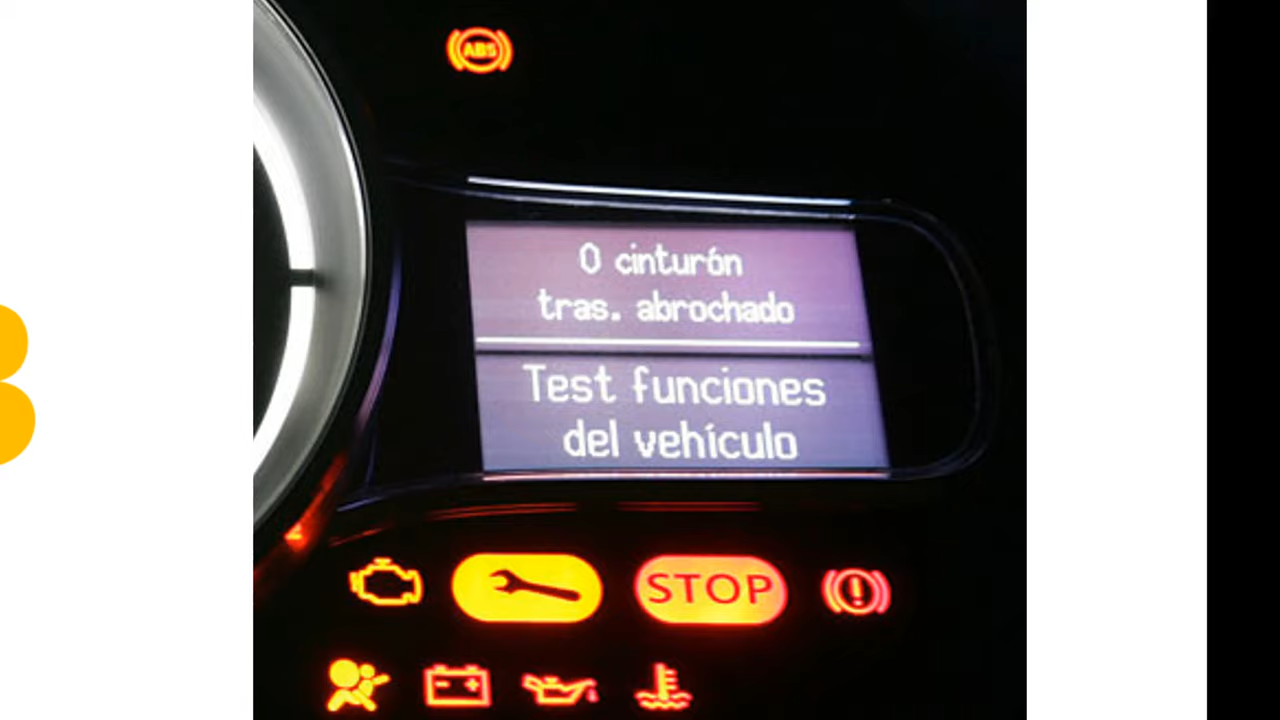 ABS
0 cinturón
tras. abrochado
Test funciones
del vehículo
STOP